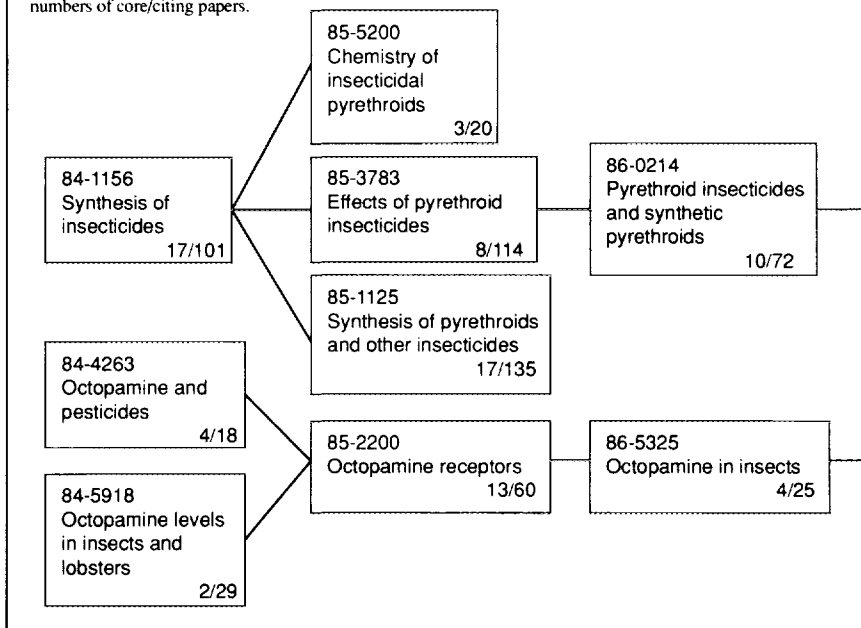 numbers of core/citing papers.
85-5200
Chemistry of
insecticidal
pyrethroids
3/20
84-1156
Synthesis of
insecticides
17/101
85-3783
Effects of pyrethroid
insecticides
8/114
86-0214
Pyrethroid insecticides
and synthetic
pyrethroids
10/72
85-1125
Synthesis of pyrethroids
and other insecticides
17/135
84-4263
Octopamine and
pesticides
4/18
85-2200
Octopamine receptors
13/60
86-5325
Octopamine in insects
4/25
84-5918
Octopamine levels
in insects and
lobsters
2/29